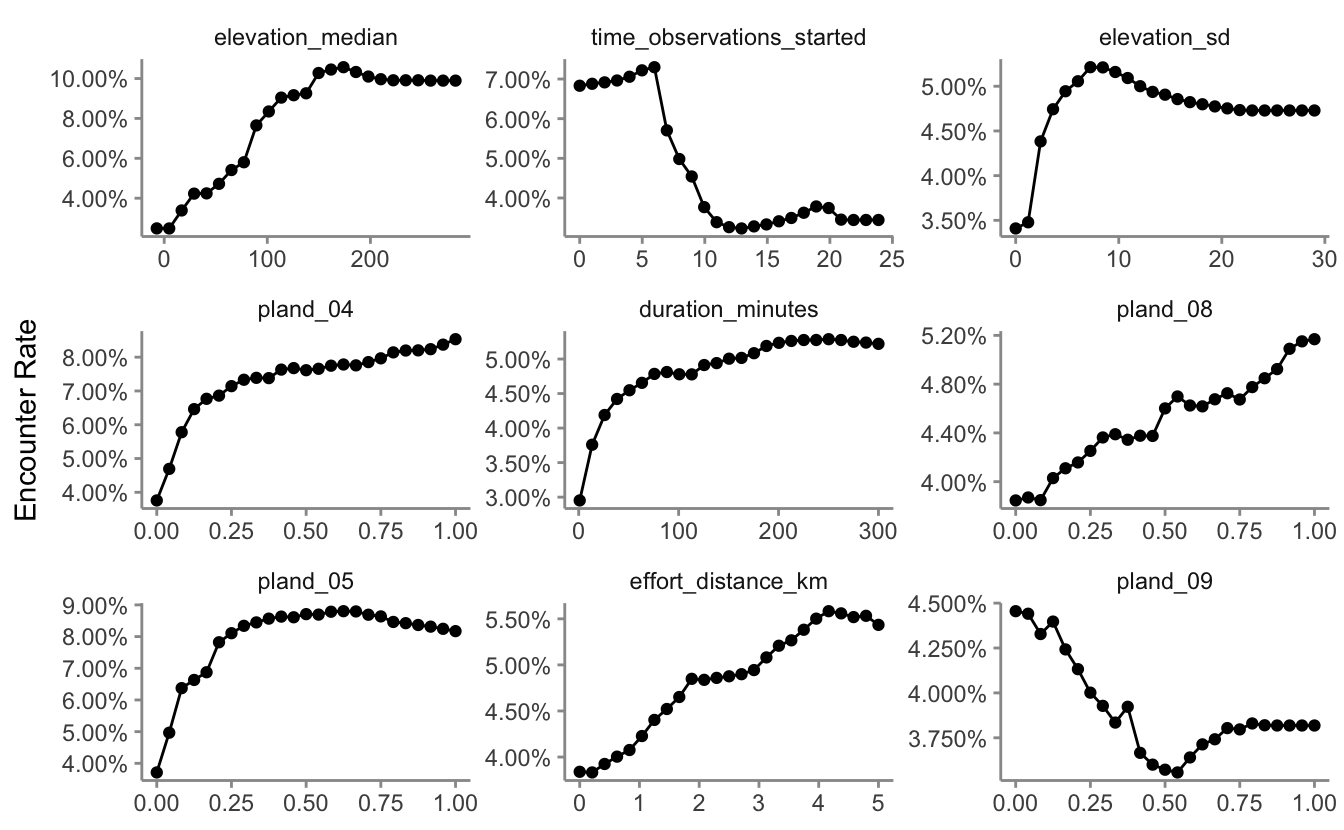 elevation_median
time_observations_started
elevation_sd
10.00%
8.00%
6.00%
4.00%
0 100 200
7.00%
6.00%
5.00%
4.00%
0 5 10 15 20 25
5.00%
4.50%
4.00%
3.50%
0 10 20 30
Encounter Rate
pland_04
duration_minutes
pland_08
8.00%
7.00%
6.00%
5.00%
4.00%
0.00 0.25 0.50 0.75 1.00
5.00%
4.50%
4.00%
3.50%
3.00%
0 100 200 300
5.20%
4.80%
4.40%
4.00%
0.00 0.25 0.50 0.75 1.00
pland_05
effort_distance_km
pland_09
9.00%
8.00%
7.00%
6.00%
5.00%
4.00%
0.00 0.25 0.50 0.75 1.00
5.50%
5.00%
4.50%
4.00%
0 1 2 3 4 5
4.500%
4.250%
4.000%
3.750%
0.00 0.25 0.50 0.75 1.00